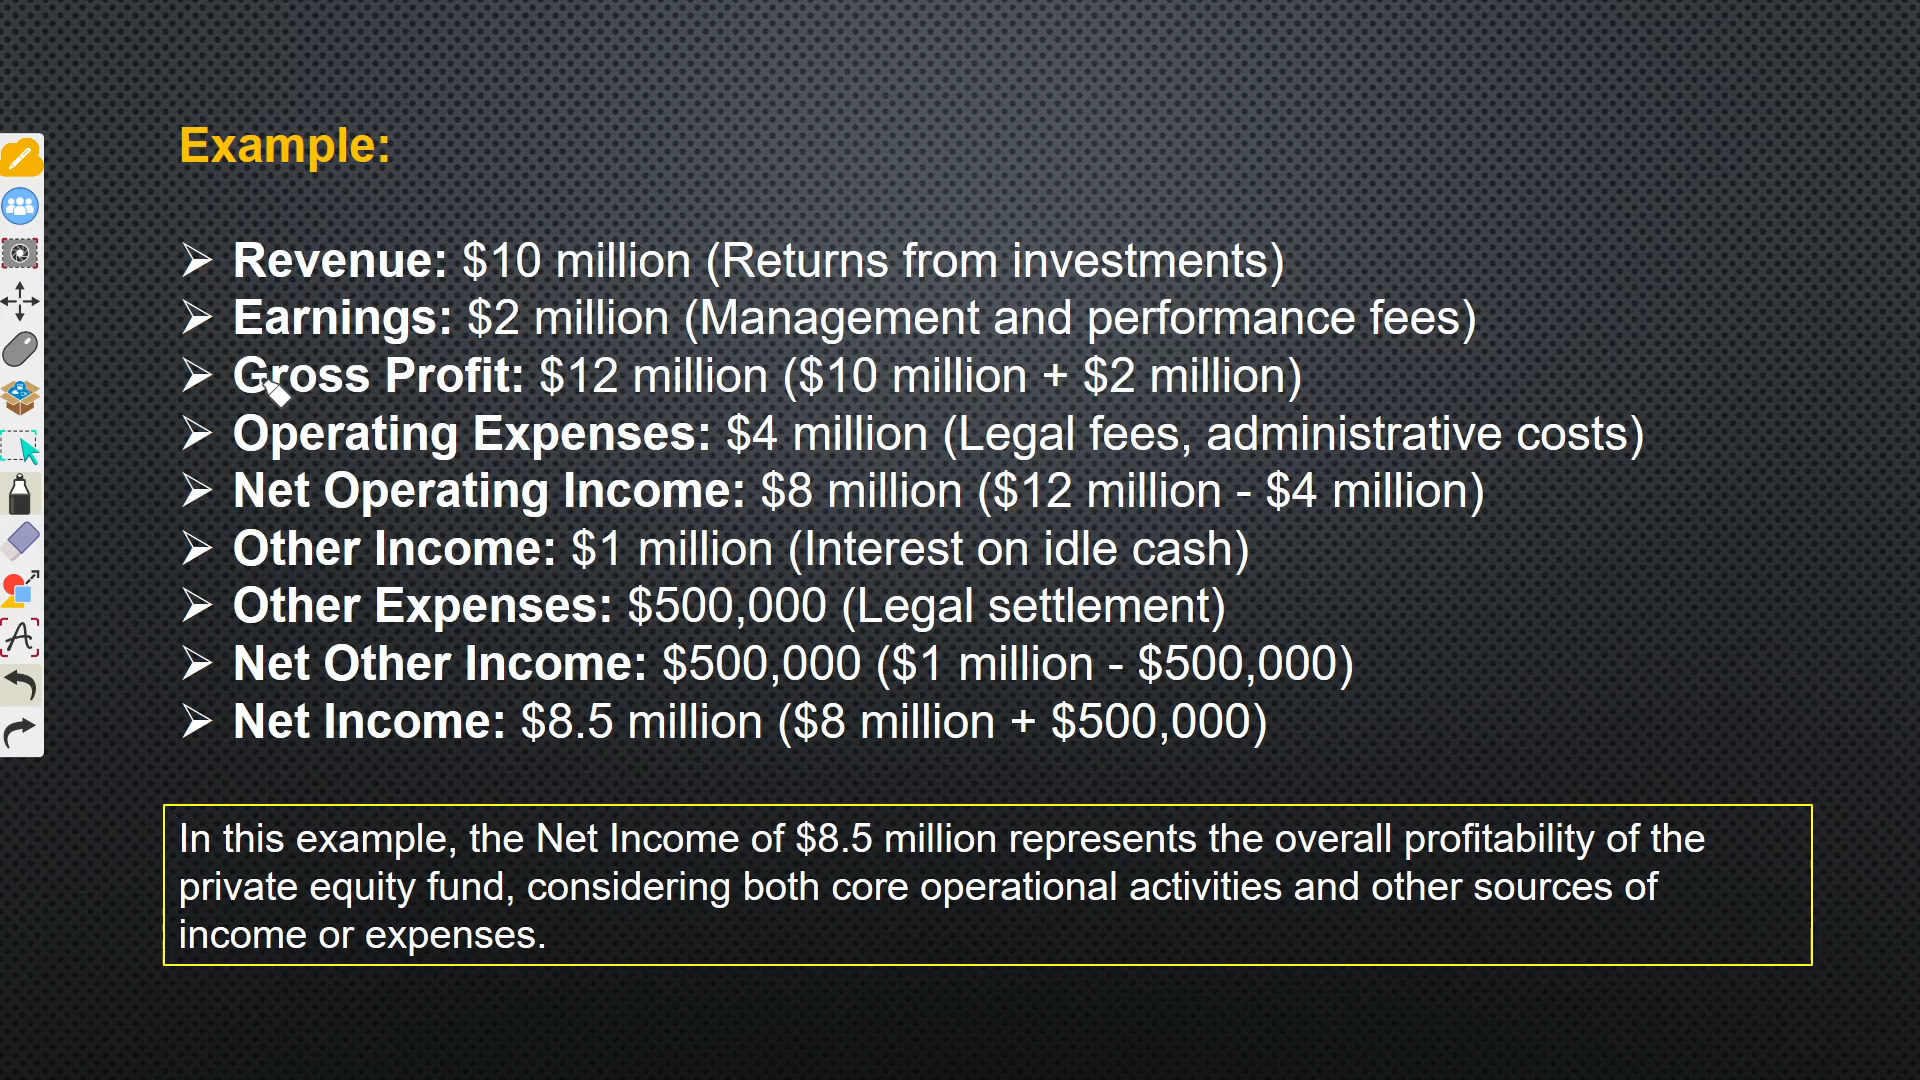 Example:
➢ Revenue: $10 million (Returns from investments)
➢ Earnings: $2 million (Management and performance fees)
➢ Gross Profit: $12 million ($10 million + $2 million)
➢ Operating Expenses: $4 million (Legal fees, administrative costs)
➢ Net Operating Income: $8 million ($12 million - $4 million)
➢ Other Income: $1 million (Interest on idle cash)
➢ Other Expenses: $500,000 (Legal settlement)
➢ Net Other Income: $500,000 ($1 million - $500,000)
➢ Net Income: $8.5 million ($8 million + $500,000)
In this example, the Net Income of $8.5 million represents the overall profitability of the
private equity fund, considering both core operational activities and other sources of
income or expenses.